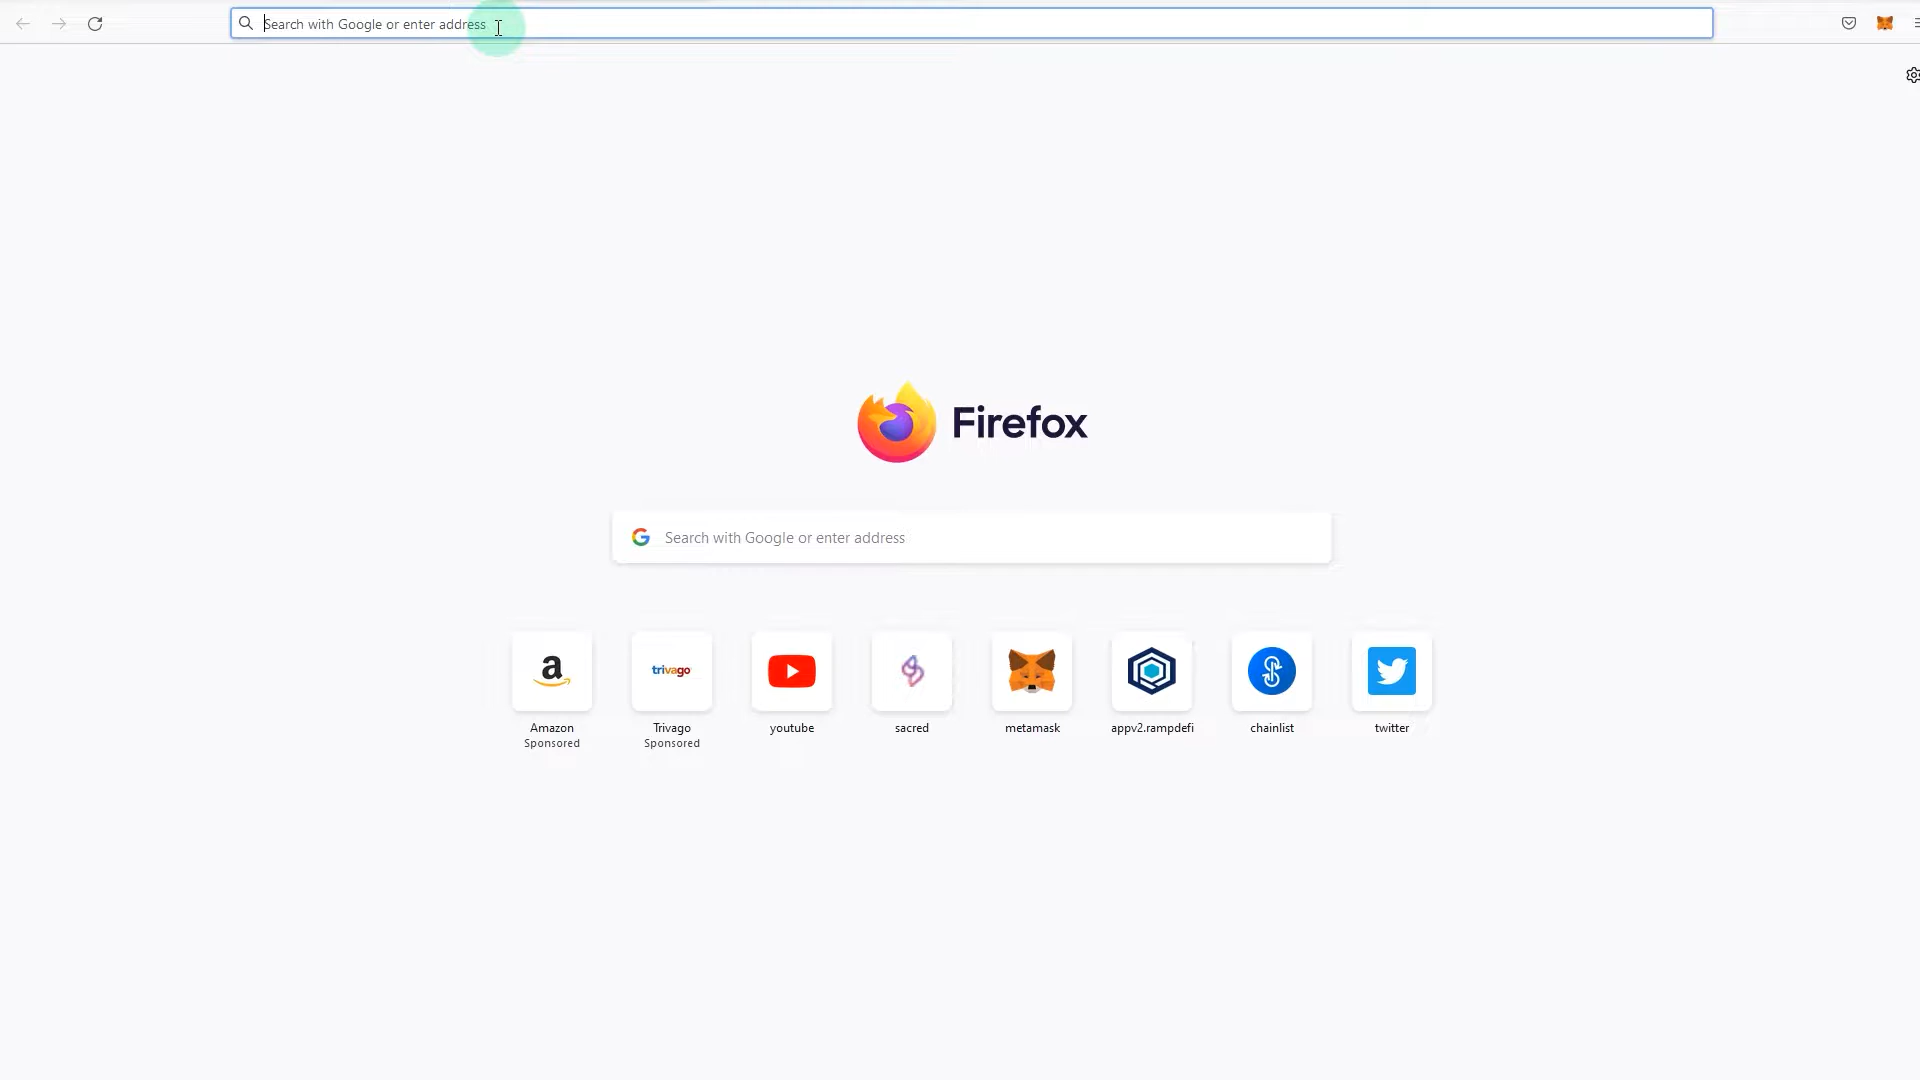 Search with Google or enter address
Firefox
Search with Google or enter address
a
trivago
Amazon
Sponsored
Trivago
Sponsored
youtube
sacred
metamask
appv2.rampdefi
chainlist
twitter